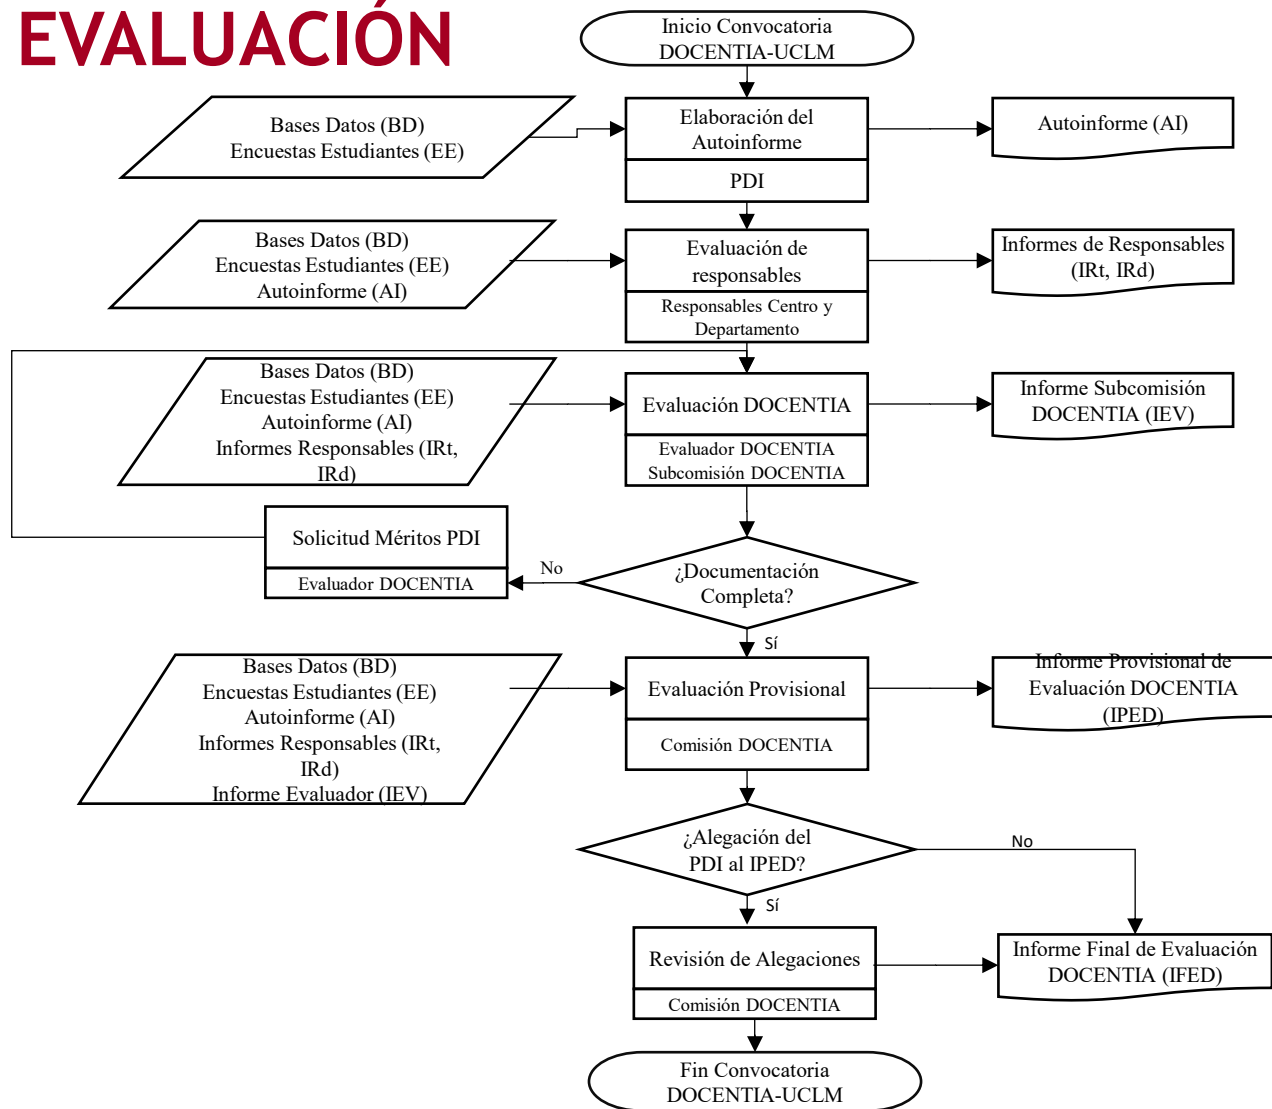 EVALUACIÓN
Inicio Convocatoria
DOCENTIA-UCLM
Bases Datos (BD)
Encuestas Estudiantes (EE)
Elaboración del
Autoinforme
PDI
Autoinforme (AI)
Bases Datos (BD)
Encuestas Estudiantes (EE)
Autoinforme (AI)
Evaluación de
responsables
Responsables Centro y
Departamento
Informes de Responsables
(IRt, IRd)
Bases Datos (BD)
Encuestas Estudiantes (EE)
Autoinforme (AI)
Informes Responsables (IRt,
IRd)
Evaluación DOCENTIA
Evaluador DOCENTIA
Subcomisión DOCENTIA
Informe Subcomisión
DOCENTIA (IEV)
Solicitud Méritos PDI
Evaluador DOCENTIA
No
¿Documentación
Completa?
Sí
Bases Datos (BD)
Encuestas Estudiantes (EE)
Autoinforme (AI)
Informes Responsables (IRt,
IRd)
Informe Evaluador (IEV)
Evaluación Provisional
Comisión DOCENTIA
Informe Provisional de
Evaluación DOCENTIA
(IPED)
¿Alegación del
PDI al IPED?
No
Sí
Revisión de Alegaciones
Comisión DOCENTIA
Informe Final de Evaluación
DOCENTIA (IFED)
Fin Convocatoria
DOCENTIA-UCLM